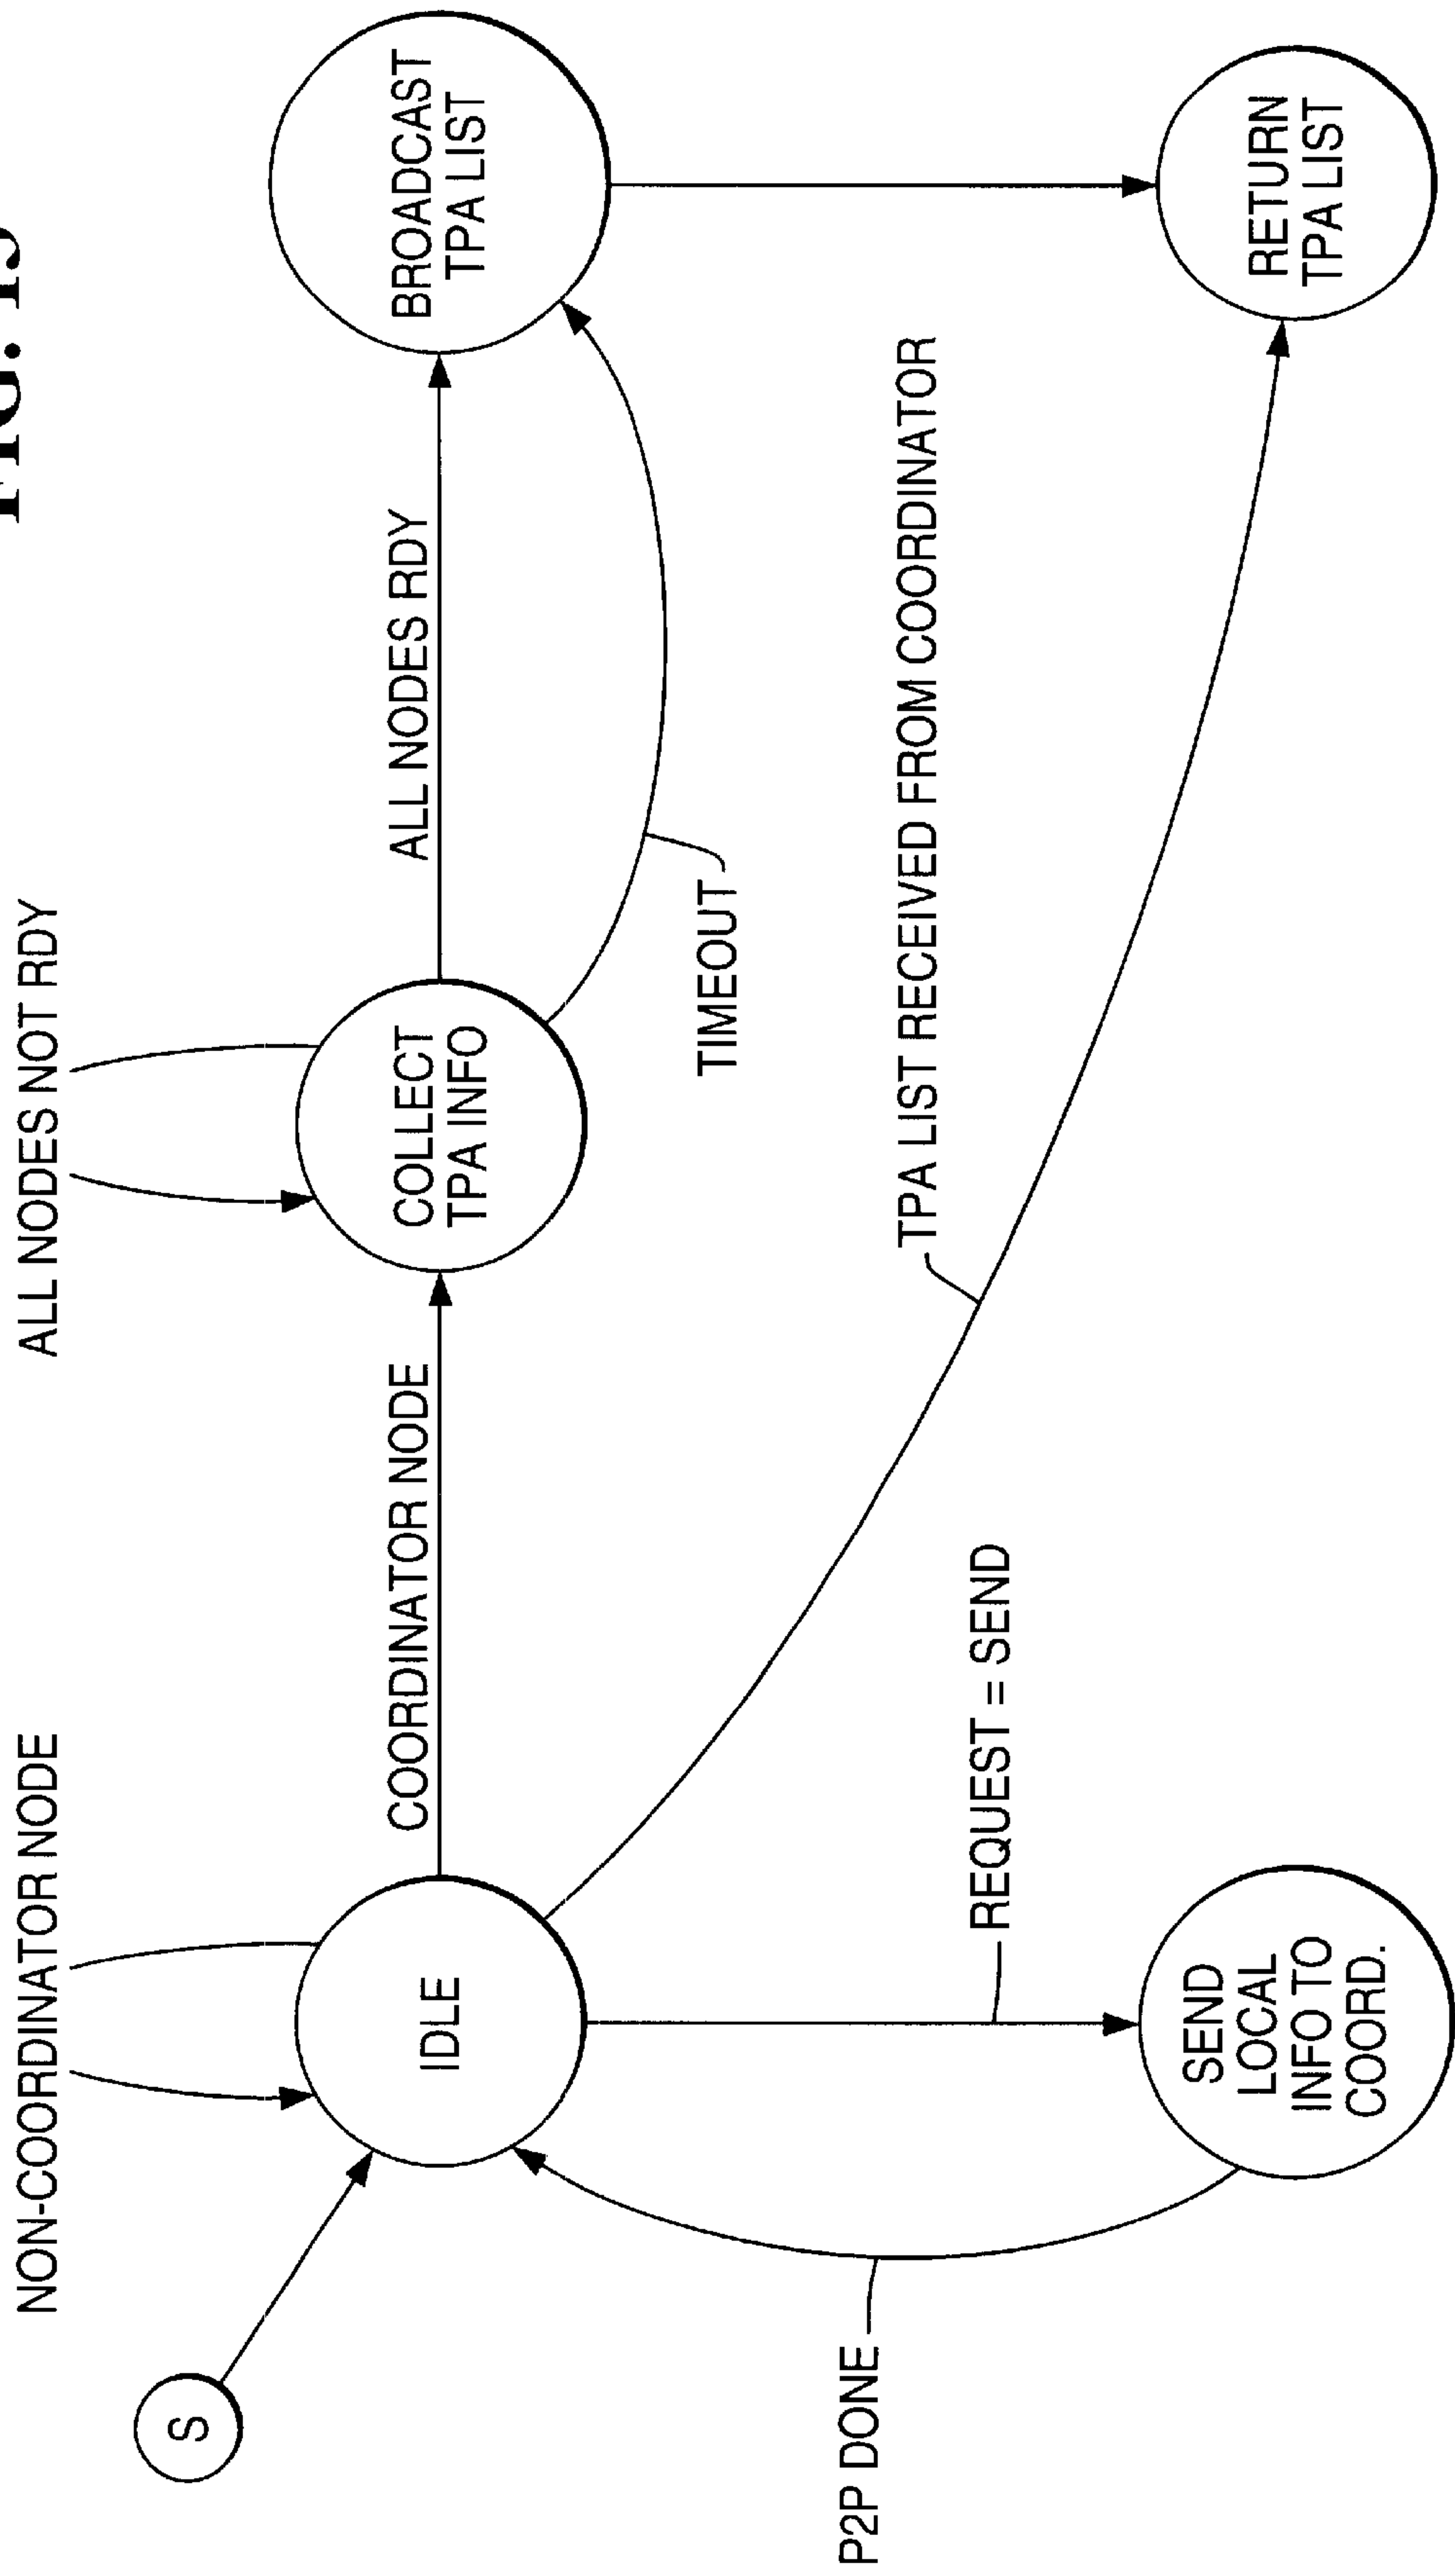 FIG.
NON-COORDINATOR NODE
ALL NODES NOT RDY
S
IDLE
COORDINATOR NODE
COLLECT
TPA INFO
ALL NODES RDY
BROADCAST
TPA LIST
TIMEOUT
P2P DONE
TPA LIST RECEIVED FROM COORDINATOR
REQUEST = SEND
SEND
LOCAL
INFO TO
COORD.
RETURN
TPA LIST